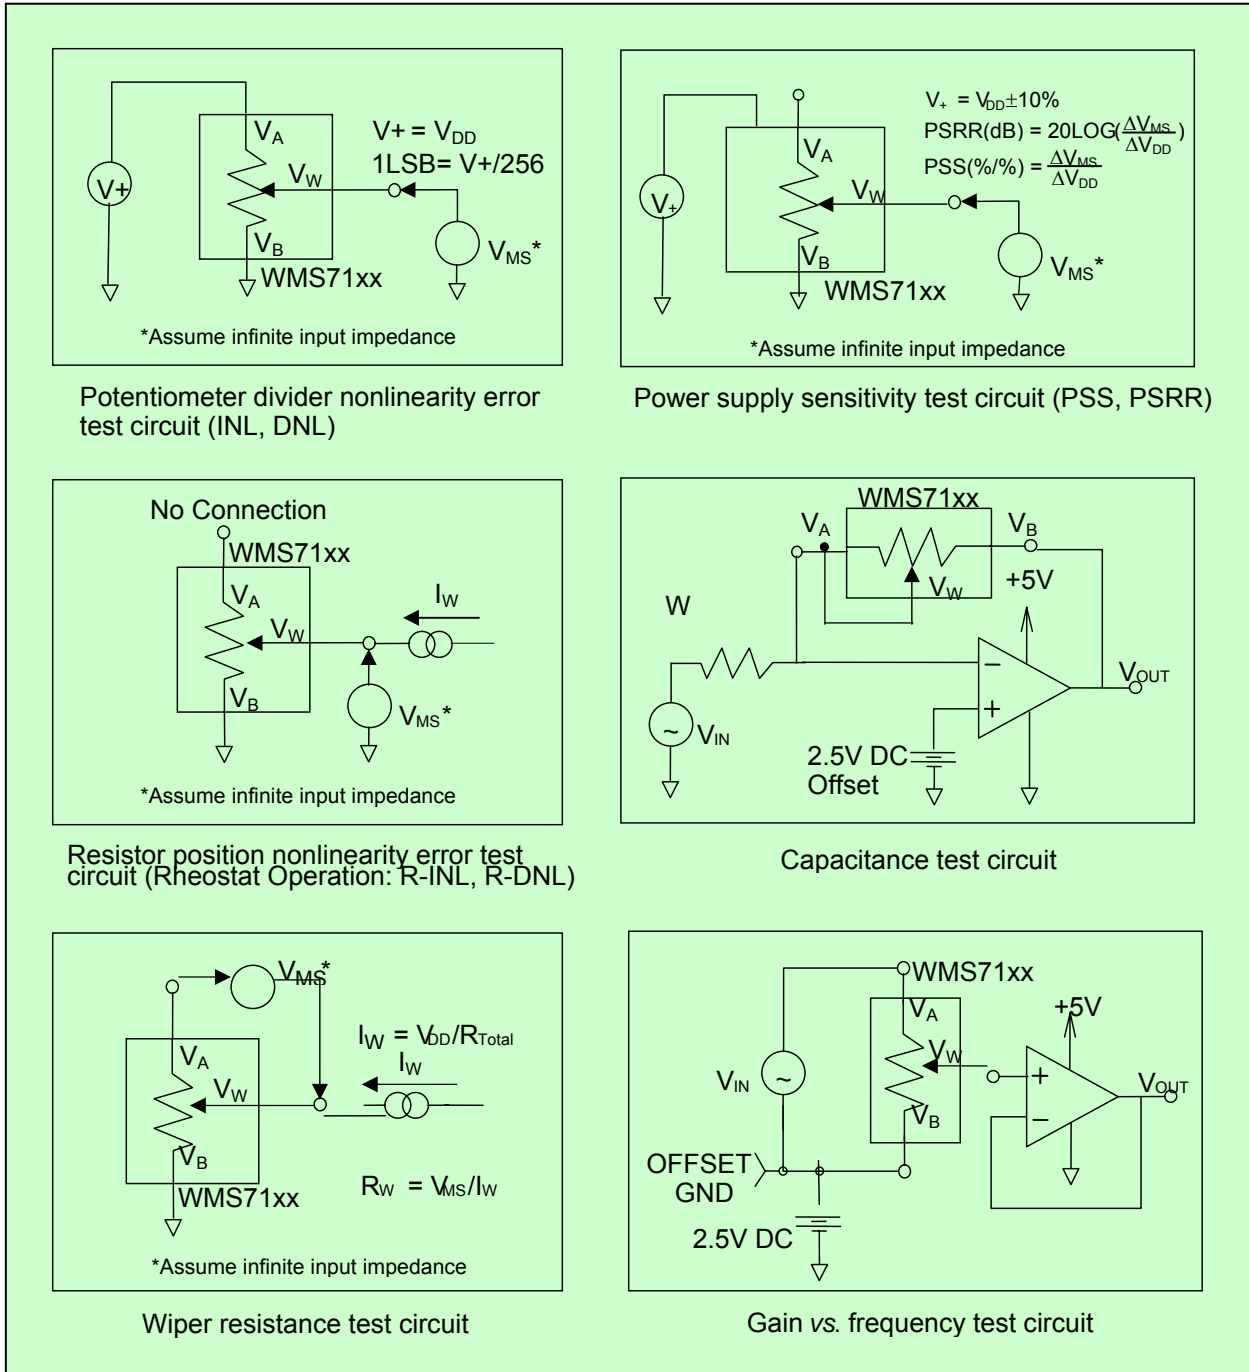 V+ = VDD
1LSB= V+/256
VA
V+
VW
VB
VMS*
WMS71xx
*Assume infinite input impedance
Potentiometer divider nonlinearity error
test circuit (INL, DNL)
V+ = VDD±10%
PSRR(dB) = 20LOG(ΔVMS/ΔVDD)
PSS(%/%) = ΔVMS/ΔVDD
VA
V+
VW
VB
VMS*
WMS71xx
*Assume infinite input impedance
Power supply sensitivity test circuit (PSS, PSRR)
No Connection
WMS71xx
VA
IW
VW
VB
VMS*
*Assume infinite input impedance
Resistor position nonlinearity error test
circuit (Rheostat Operation: R-INL, R-DNL)
WMS71xx
VA
VB
VW
+5V
W
−
VOUT
+
~
VIN
2.5V DC
Offset
Capacitance test circuit
VMS*
IW = VDD/RTotal
VA
IW
VW
VB
RW = VMS/IW
WMS71xx
*Assume infinite input impedance
Wiper resistance test circuit
WMS71xx
VA
+5V
VW
VIN
~
+
VOUT
VB
−
OFFSET
GND
2.5V DC
Gain vs. frequency test circuit